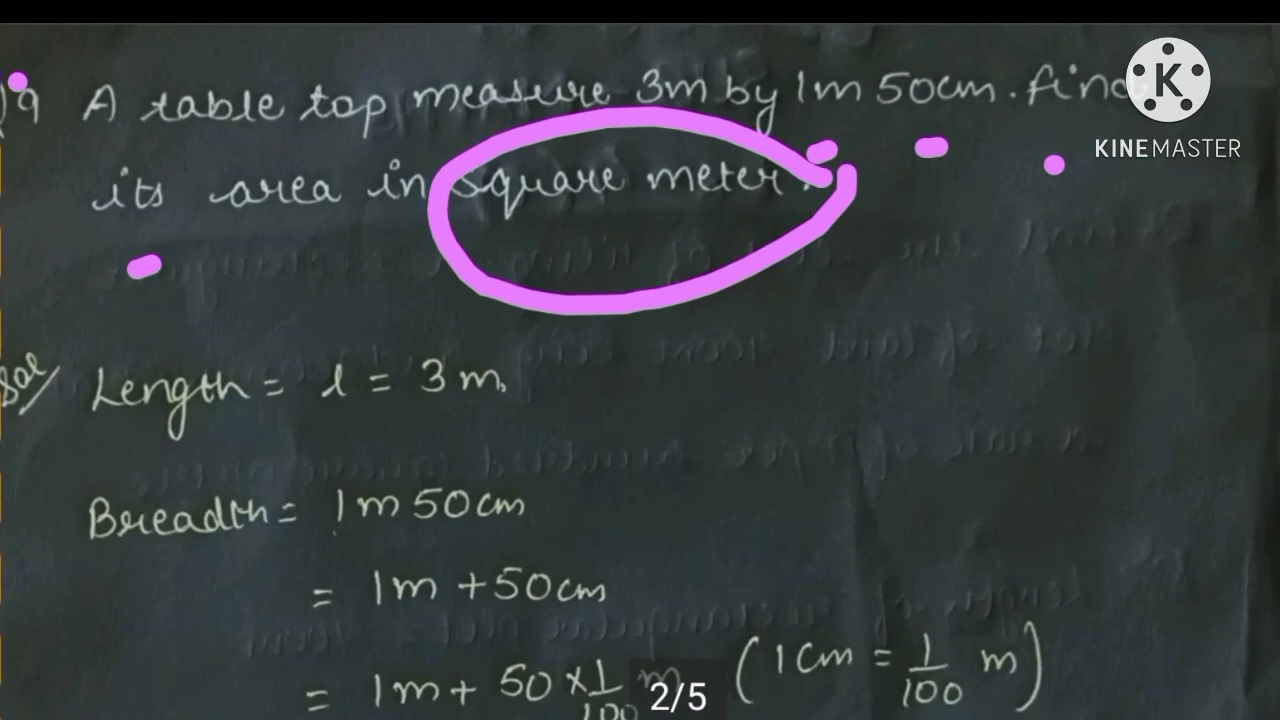 Q9 A table top measure 3m by 1m 50cm. find
its area in square meter.
KINEMASTER
Sol/ Length = l = 3 m.
Breadth = 1m 50cm
= 1m + 50cm
= 1m + 50 × 1/100 m (1cm = 1/100 m)
2/5